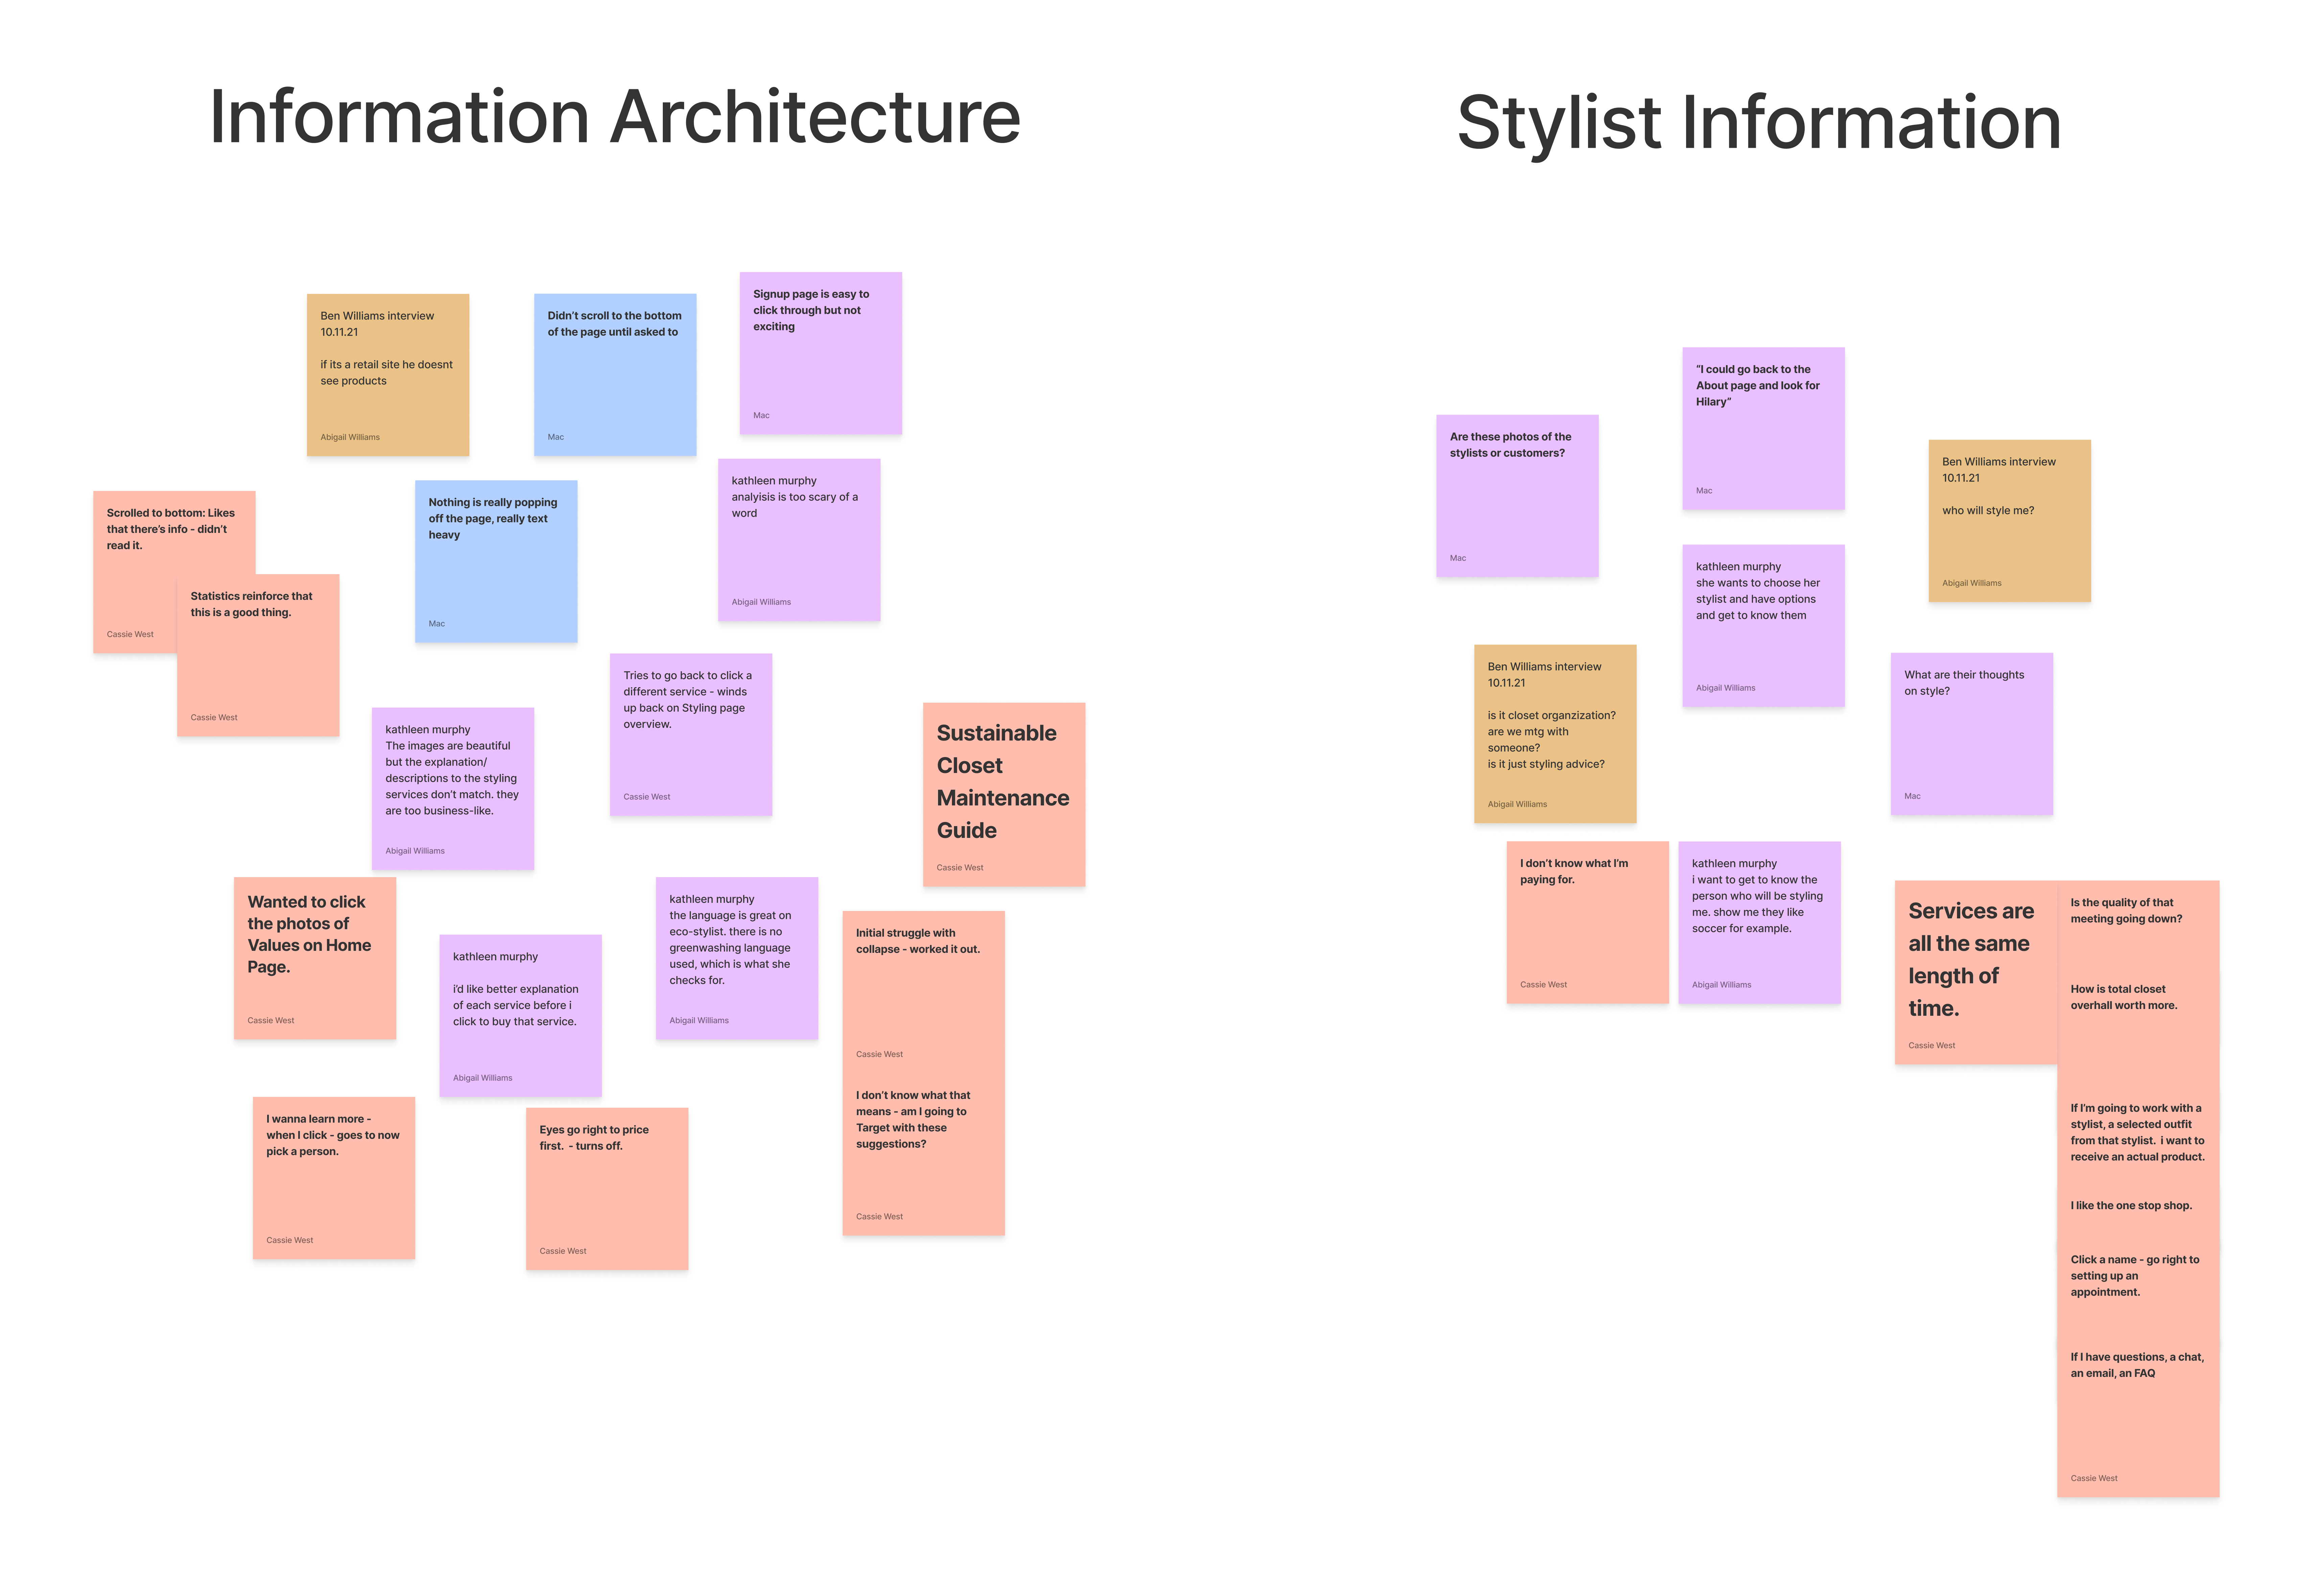 Information Architecture
Ben Williams interview
10.11.21
if its a retail site he doesnt
see products
Abigail Williams
Didn’t scroll to the bottom
of the page until asked to
Mac
Signup page is easy to
click through but not
exciting
Mac
Scrolled to bottom: Likes
that there’s info - didn’t
read it.
Cassie West
Statistics reinforce that
this is a good thing.
Cassie West
Nothing is really popping
off the page, really text
heavy
Mac
kathleen murphy
analyisis is too scary of a
word
Abigail Williams
kathleen murphy
The images are beautiful
but the explanation/
descriptions to the styling
services don’t match. they
are too business-like.
Abigail Williams
Tries to go back to click a
different service - winds
up back on Styling page
overview.
Cassie West
Sustainable
Closet
Maintenance
Guide
Cassie West
Wanted to click
the photos of
Values on Home
Page.
Cassie West
kathleen murphy
i’d like better explanation
of each service before i
click to buy that service.
Abigail Williams
kathleen murphy
the language is great on
eco-stylist. there is no
greenwashing language
used, which is what she
checks for.
Abigail Williams
Initial struggle with
collapse - worked it out.
Cassie West
I don’t know what that
means - am I going to
Target with these
suggestions?
Cassie West
I wanna learn more -
when I click - goes to now
pick a person.
Cassie West
Eyes go right to price
first.  - turns off.
Cassie West
Stylist Information
Are these photos of the
stylists or customers?
Mac
“I could go back to the
About page and look for
Hilary”
Mac
Ben Williams interview
10.11.21
who will style me?
Abigail Williams
kathleen murphy
she wants to choose her
stylist and have options
and get to know them
Abigail Williams
Ben Williams interview
10.11.21
is it closet organzization?
are we mtg with
someone?
is it just styling advice?
Abigail Williams
What are their thoughts
on style?
Mac
I don’t know what I’m
paying for.
Cassie West
kathleen murphy
i want to get to know the
person who will be styling
me. show me they like
soccer for example.
Abigail Williams
Services are
all the same
length of
time.
Cassie West
Is the quality of that
meeting going down?
How is total closet
overhall worth more.
If I’m going to work with a
stylist, a selected outfit
from that stylist.  i want to
receive an actual product.
I like the one stop shop.
Click a name - go right to
setting up an
appointment.
If I have questions, a chat,
an email, an FAQ
Cassie West